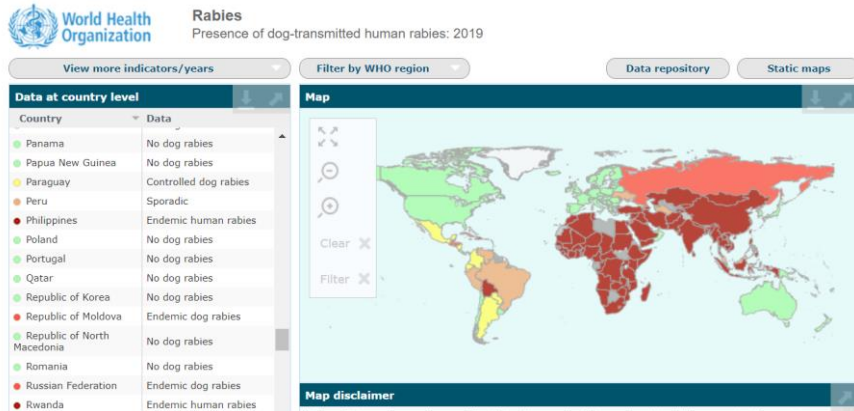 World Health
Organization
Rabies
Presence of dog-transmitted human rabies: 2019
View more indicators/years
Filter by WHO region
Data repository
Static maps
Data at country level
Country Data
Panama No dog rabies
Papua New Guinea No dog rabies
Paraguay Controlled dog rabies
Peru Sporadic
Philippines Endemic human rabies
Poland No dog rabies
Portugal No dog rabies
Qatar No dog rabies
Republic of Korea No dog rabies
Republic of Moldova Endemic dog rabies
Republic of North
Macedonia No dog rabies
Romania No dog rabies
Russian Federation Endemic dog rabies
Rwanda Endemic human rabies
Map
Clear
Filter
Map disclaimer